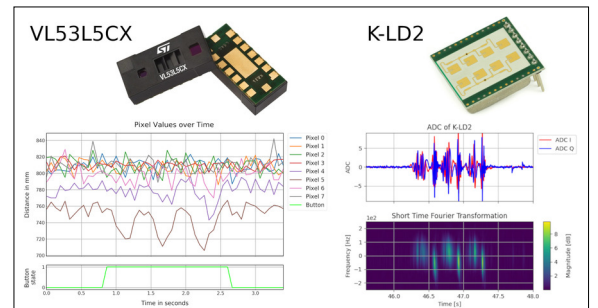 VL53L5CX
K-LD2
ST
VL53L5CX
Pixel Values over Time
Distance in mm
840
820
800
780
760
740
720
700
Pixel 0
Pixel 1
Pixel 2
Pixel 3
Pixel 4
Pixel 5
Pixel 6
Pixel 7
Button
Button
state
1
0
0.0
0.5
1.0
1.5
2.0
2.5
3.0
Time in seconds
ADC of K-LD2
ADC
5
0
−5
ADC I
ADC Q
Short Time Fourier Transformation
1e2
Frequency [Hz]
2
1
0
−1
−2
46.0
46.5
47.0
47.5
48.0
Time [s]
8
6
4
2
Magnitude [dB]